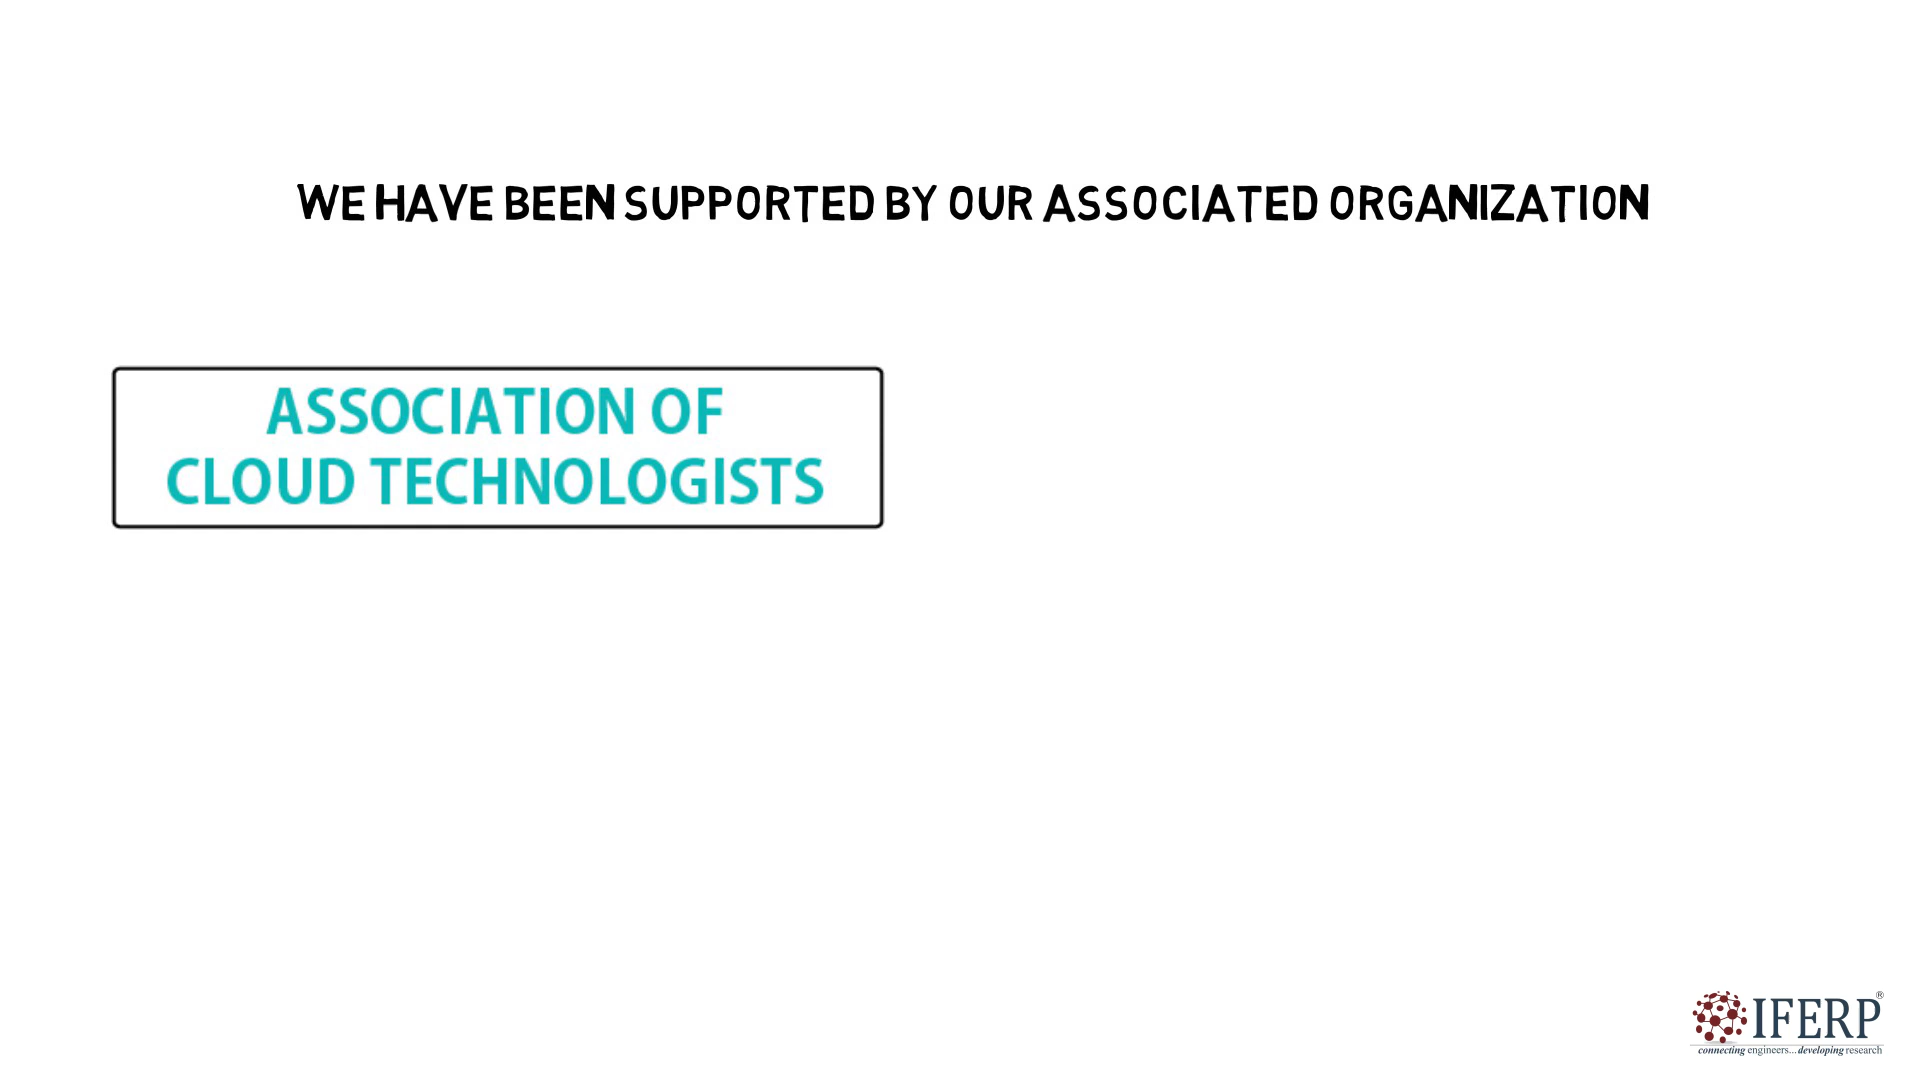 WE HAVE BEEN SUPPORTED BY OUR ASSOCIATED ORGANIZATION
ASSOCIATION OF
CLOUD TECHNOLOGISTS
IFERP®
connecting engineers...developing research